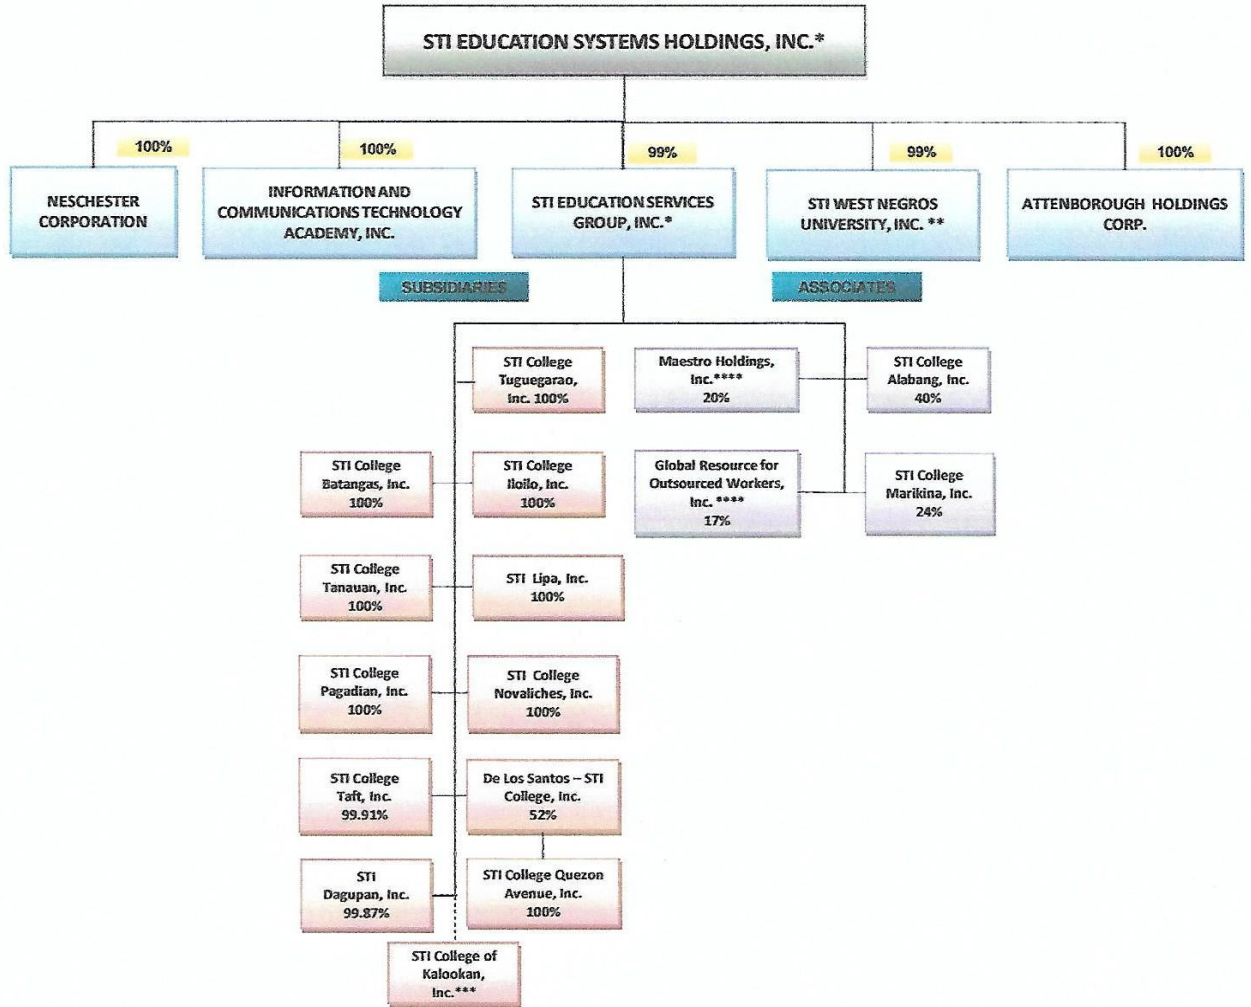 STI EDUCATION SYSTEMS HOLDINGS, INC.*
100%
100%
99%
99%
100%
NESCHESTER
CORPORATION
INFORMATION AND
COMMUNICATIONS TECHNOLOGY
ACADEMY, INC.
STI EDUCATION SERVICES
GROUP, INC.*
STI WEST NEGROS
UNIVERSITY, INC. **
ATTENBOROUGH HOLDINGS
CORP.
SUBSIDIARIES
ASSOCIATES
STI College
Tuguegarao,
Inc. 100%
Maestro Holdings,
Inc.****
20%
STI College
Alabang, Inc.
40%
STI College
Batangas, Inc.
100%
STI College
Iloilo, Inc.
100%
Global Resource for
Outsourced Workers,
Inc. ****
17%
STI College
Marikina, Inc.
24%
STI College
Tanauan, Inc.
100%
STI Lipa, Inc.
100%
STI College
Pagadian, Inc.
100%
STI College
Novaliches, Inc.
100%
STI College
Taft, Inc.
99.91%
De Los Santos – STI
College, Inc.
52%
STI
Dagupan, Inc.
99.87%
STI College Quezon
Avenue, Inc.
100%
STI College of
Kalookan,
Inc.***